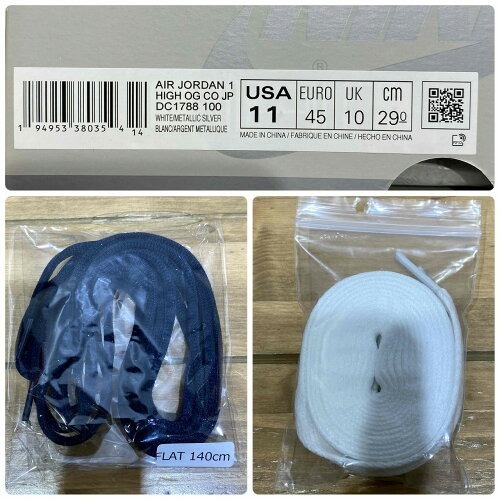 AIR JORDAN 1
HIGH OG CO JP
DC1788 100
WHITE/METALLIC SILVER
BLANC/ARGENT METALLIQUE
USA
11
EURO
45
UK
10
cm
29
MADE IN CHINA / FABRIQUE EN CHINE / HECHO EN CHINA
1 94953 38035 4 14
FLAT 140cm